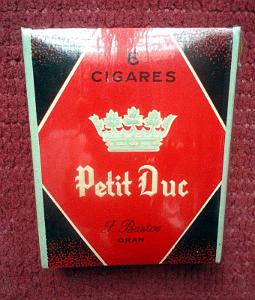 6
CIGARES
Petit Duc
J. Bastos
ORAN